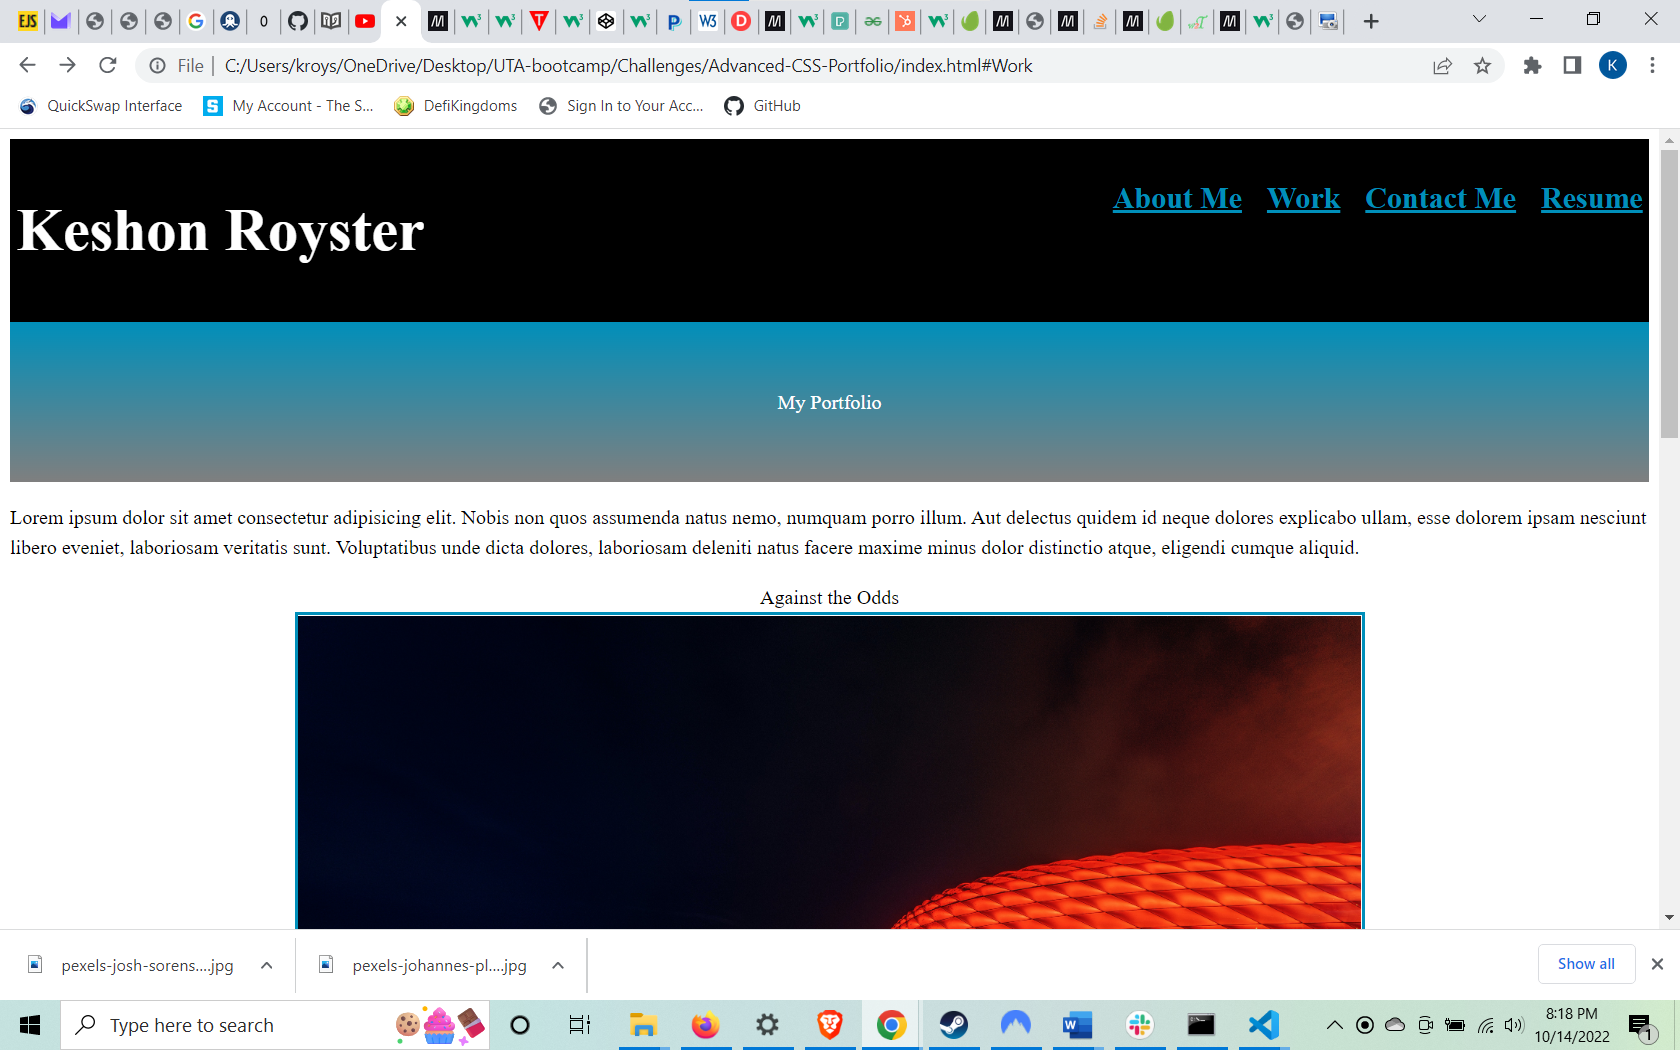 File | C:/Users/kroys/OneDrive/Desktop/UTA-bootcamp/Challenges/Advanced-CSS-Portfolio/index.html#Work
K
QuickSwap Interface
S My Account - The S...
DefiKingdoms
Sign In to Your Acc...
GitHub
Keshon Royster
About Me Work Contact Me Resume
My Portfolio
Lorem ipsum dolor sit amet consectetur adipisicing elit. Nobis non quos assumenda natus nemo, numquam porro illum. Aut delectus quidem id neque dolores explicabo ullam, esse dolorem ipsam nesciunt
libero eveniet, laboriosam veritatis sunt. Voluptatibus unde dicta dolores, laboriosam deleniti natus facere maxime minus dolor distinctio atque, eligendi cumque aliquid.
Against the Odds
pexels-josh-sorens....jpg
pexels-johannes-pl....jpg
Show all
Type here to search
8:18 PM
10/14/2022
1